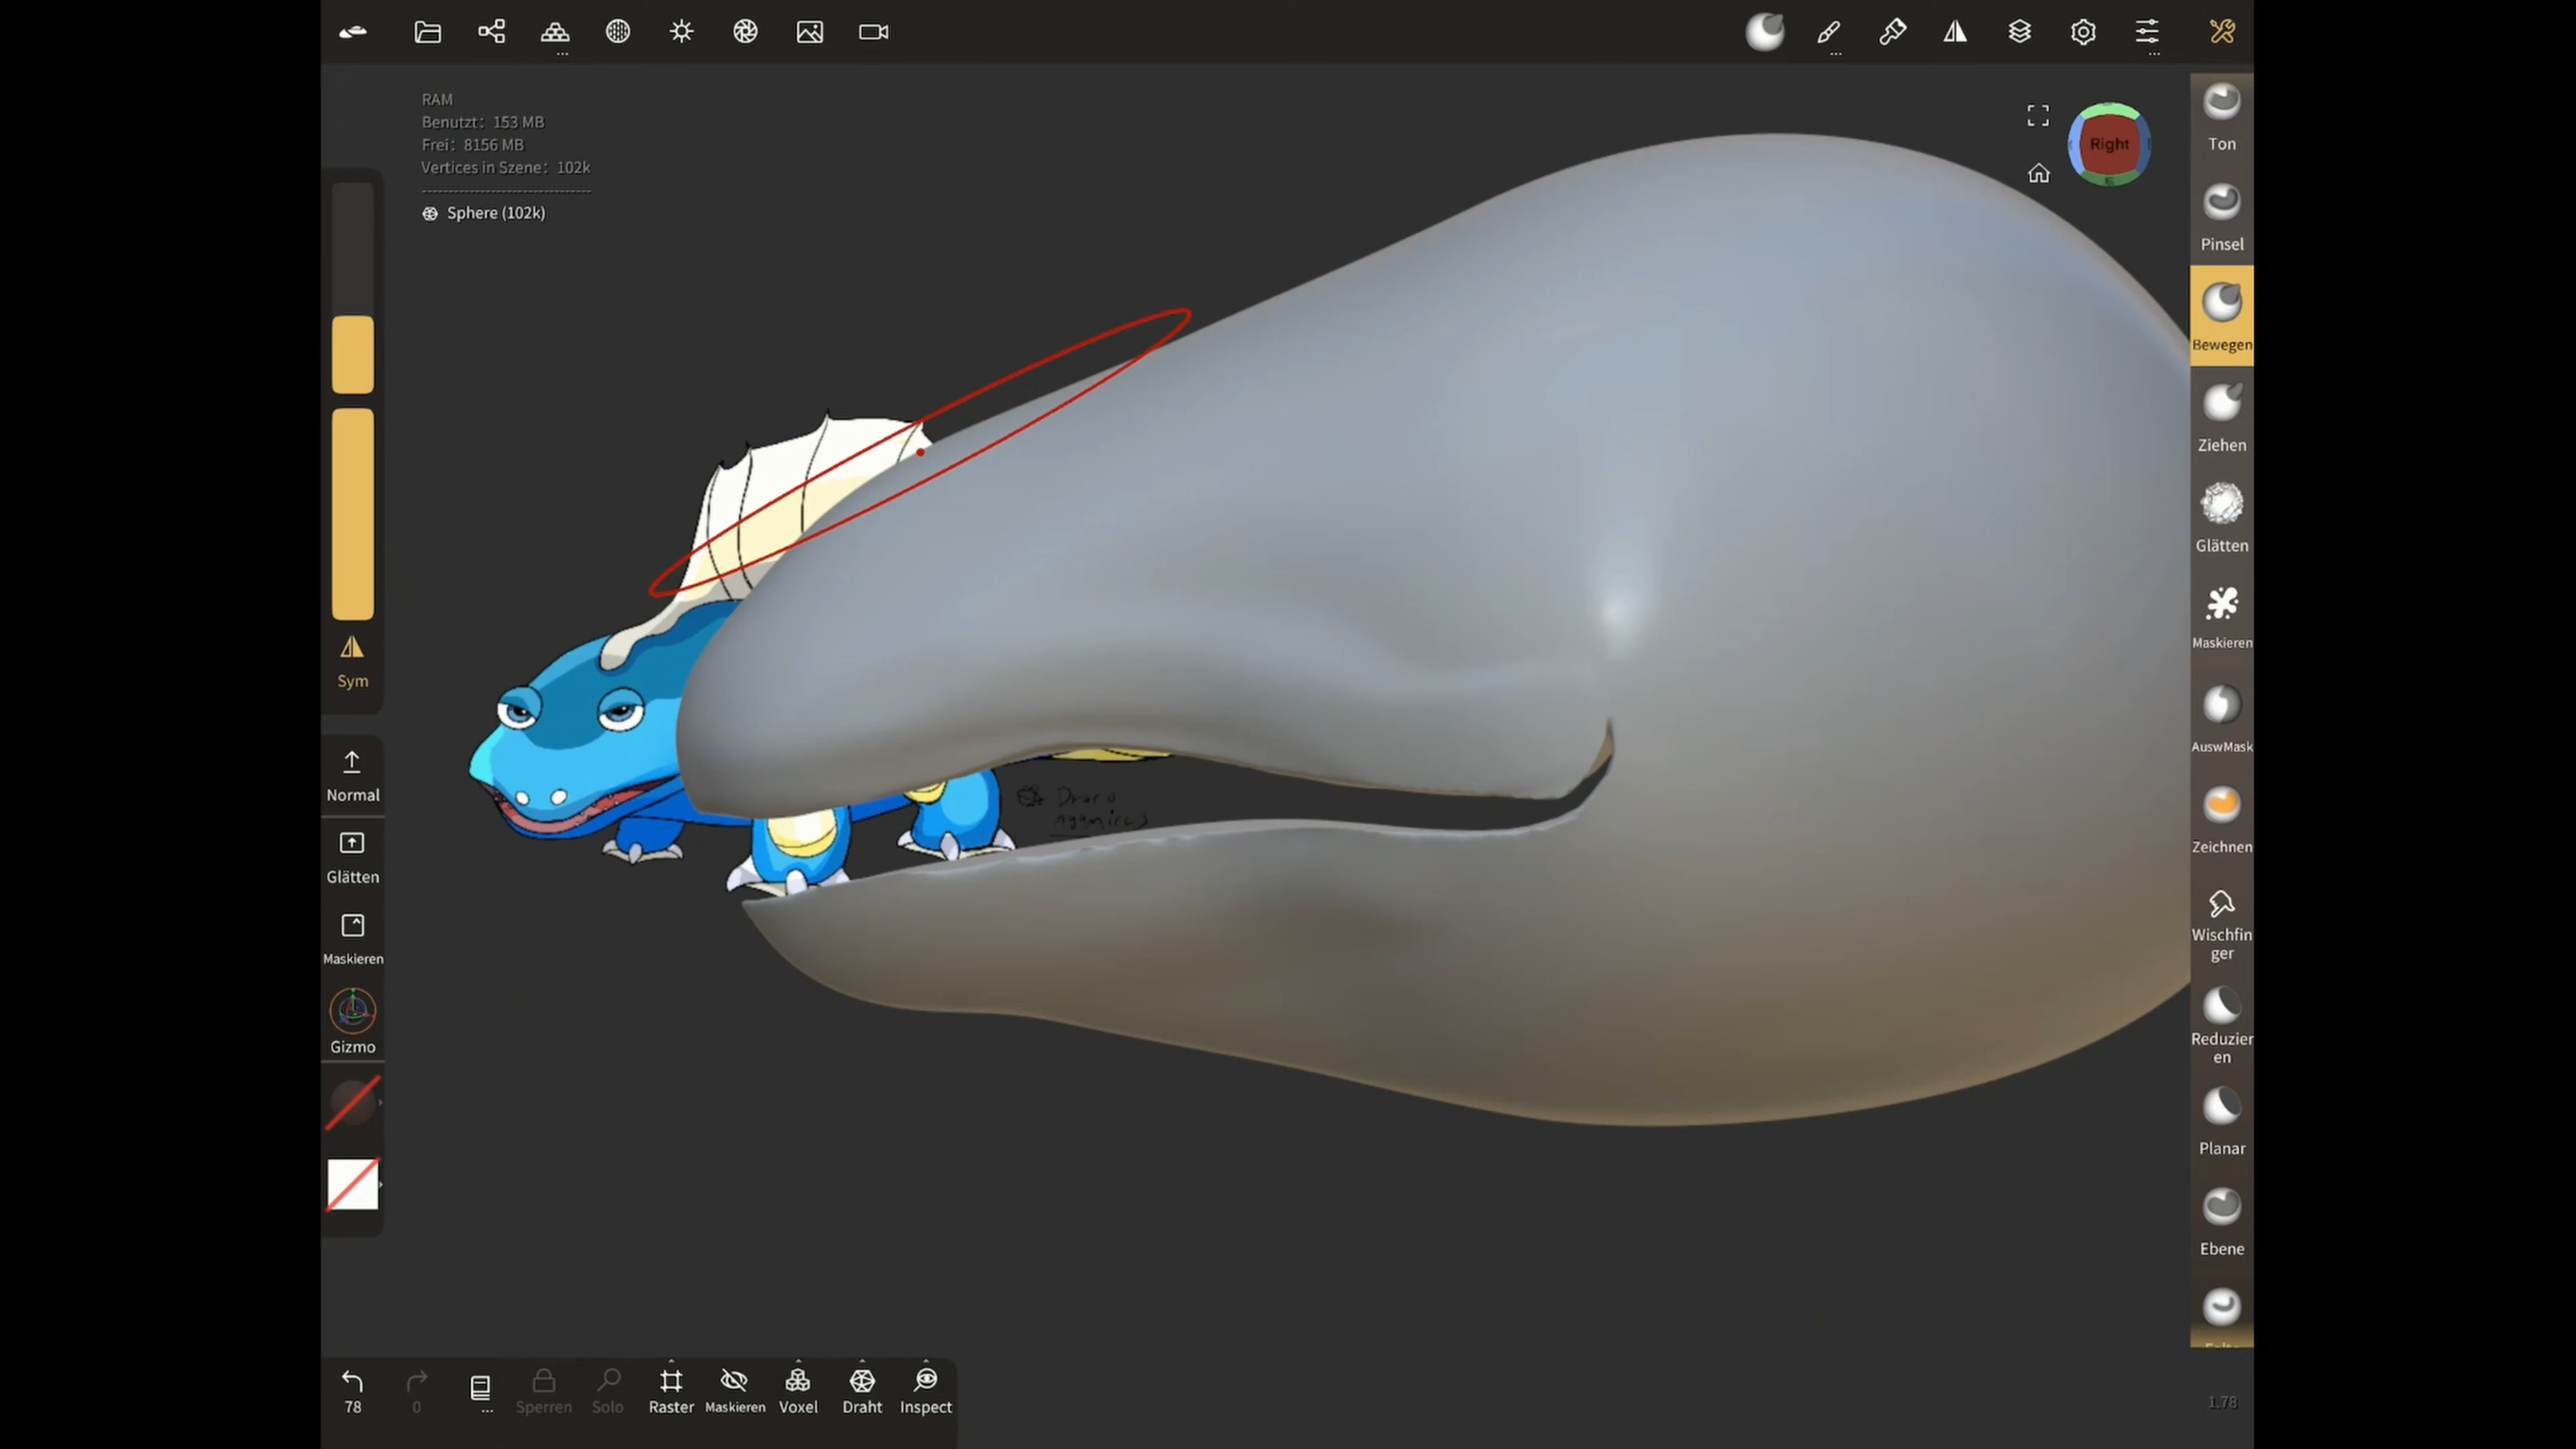 RAM
Benutzt: 153 MB
Frei: 8156 MB
Vertices in Szene: 102k
Sphere (102k)
Right
Ton
Pinsel
Bewegen
Ziehen
Glätten
Maskieren
AuswMask
Zeichnen
Wischfin
ger
Reduzier
en
Planar
Ebene
Sym
Normal
Glätten
Maskieren
Gizmo
78
0
Sperren
Solo
Raster
Maskieren
Voxel
Draht
Inspect
1.78